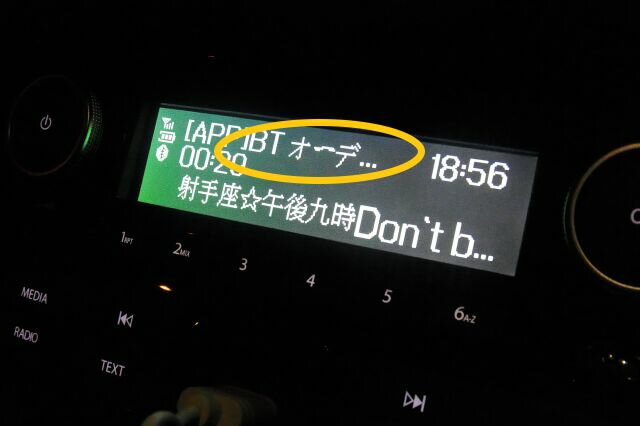 [APP]BT オーデ...
00:20 18:56
射手座☆午後九時Don't b...
1RPT 2MIX 3 4 5 6A-Z
MEDIA
RADIO
TEXT